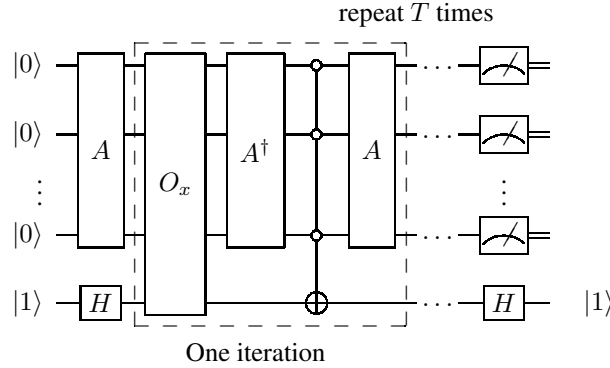 repeat T times
|0⟩
|0⟩ A O_x A† A ...
⋮ ⋮
|0⟩ ...
|1⟩ H ... H |1⟩
One iteration